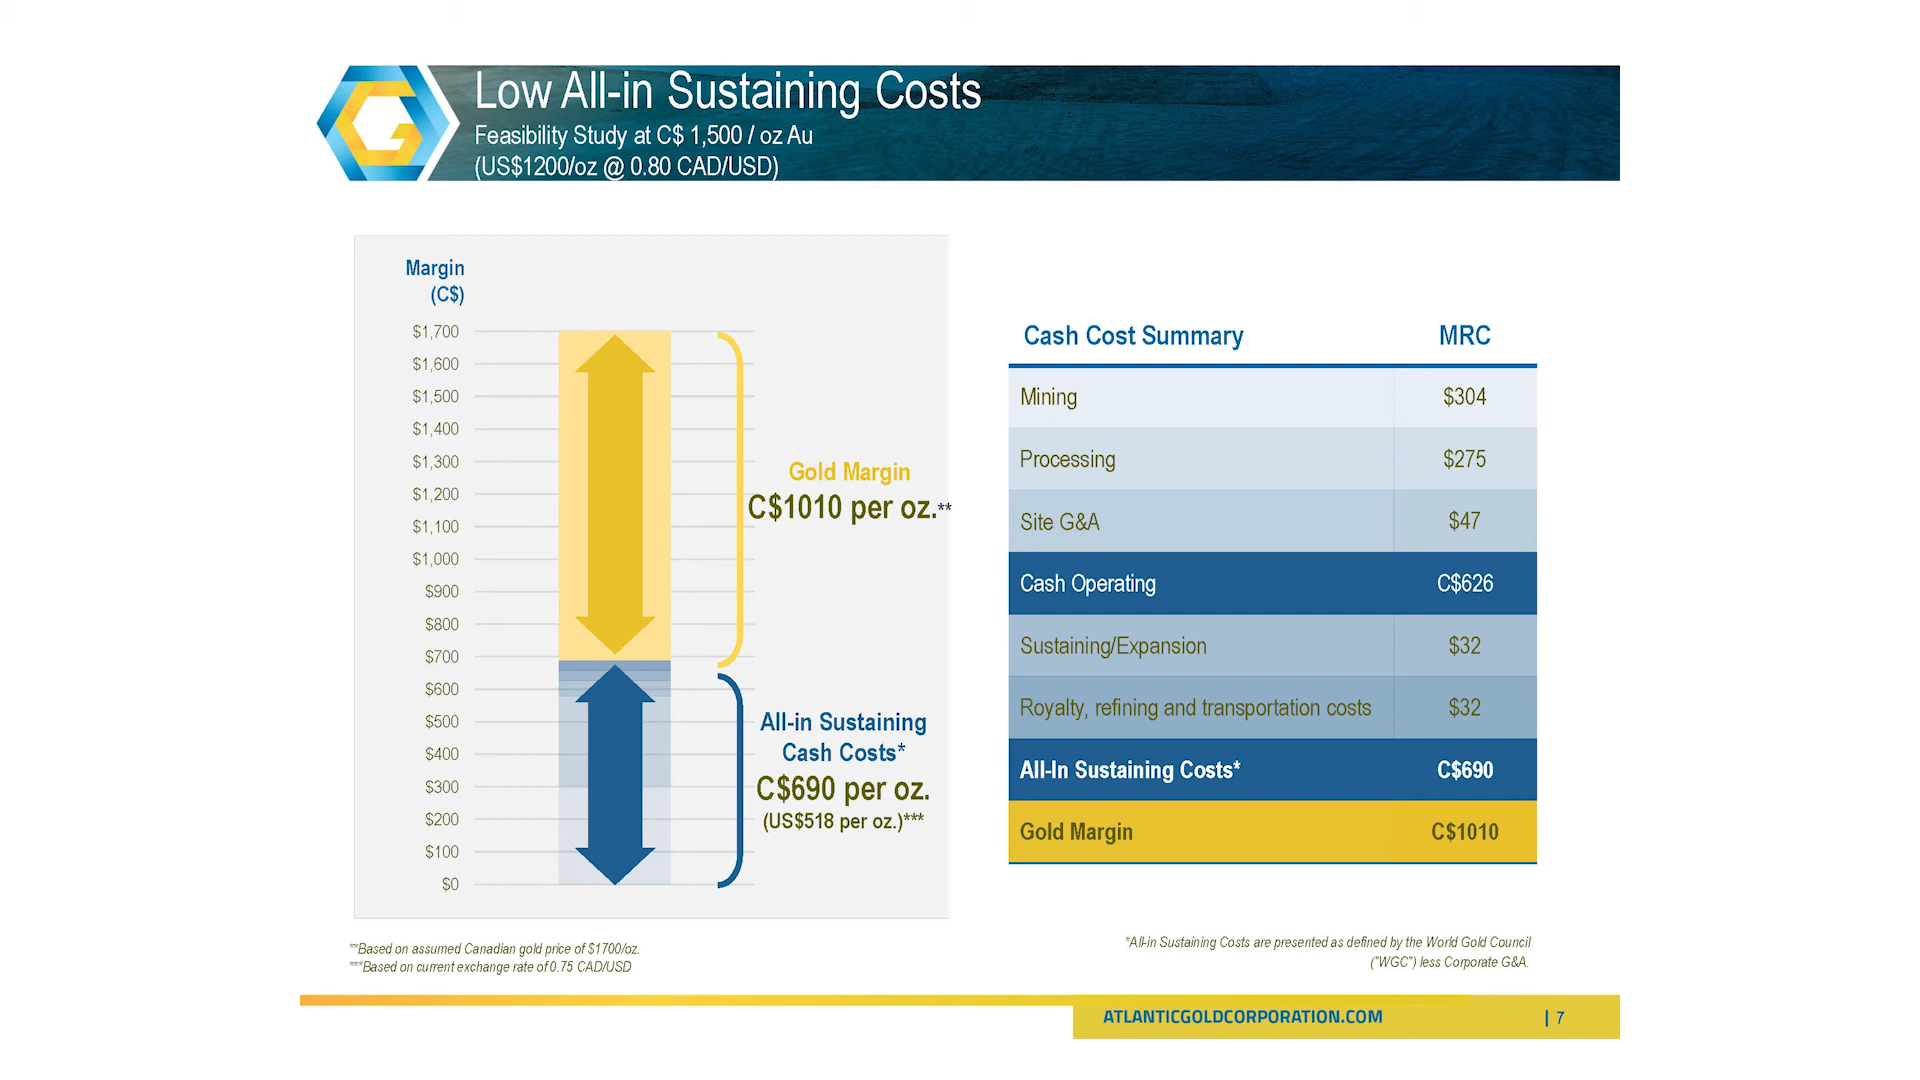 Low All-in Sustaining Costs
Feasibility Study at C$ 1,500 / oz Au
(US$1200/oz @ 0.80 CAD/USD)
Margin
(C$)
$1,700
$1,600
$1,500
$1,400
$1,300
$1,200
$1,100
$1,000
$900
$800
$700
$600
$500
$400
$300
$200
$100
$0
Gold Margin
C$1010 per oz.**
All-in Sustaining
Cash Costs*
C$690 per oz.
(US$518 per oz.)***
Cash Cost Summary MRC
Mining $304
Processing $275
Site G&A $47
Cash Operating C$626
Sustaining/Expansion $32
Royalty, refining and transportation costs $32
All-In Sustaining Costs* C$690
Gold Margin C$1010
**Based on assumed Canadian gold price of $1700/oz.
***Based on current exchange rate of 0.75 CAD/USD
*All-in Sustaining Costs are presented as defined by the World Gold Council
("WGC") less Corporate G&A.
ATLANTICGOLDCORPORATION.COM | 7